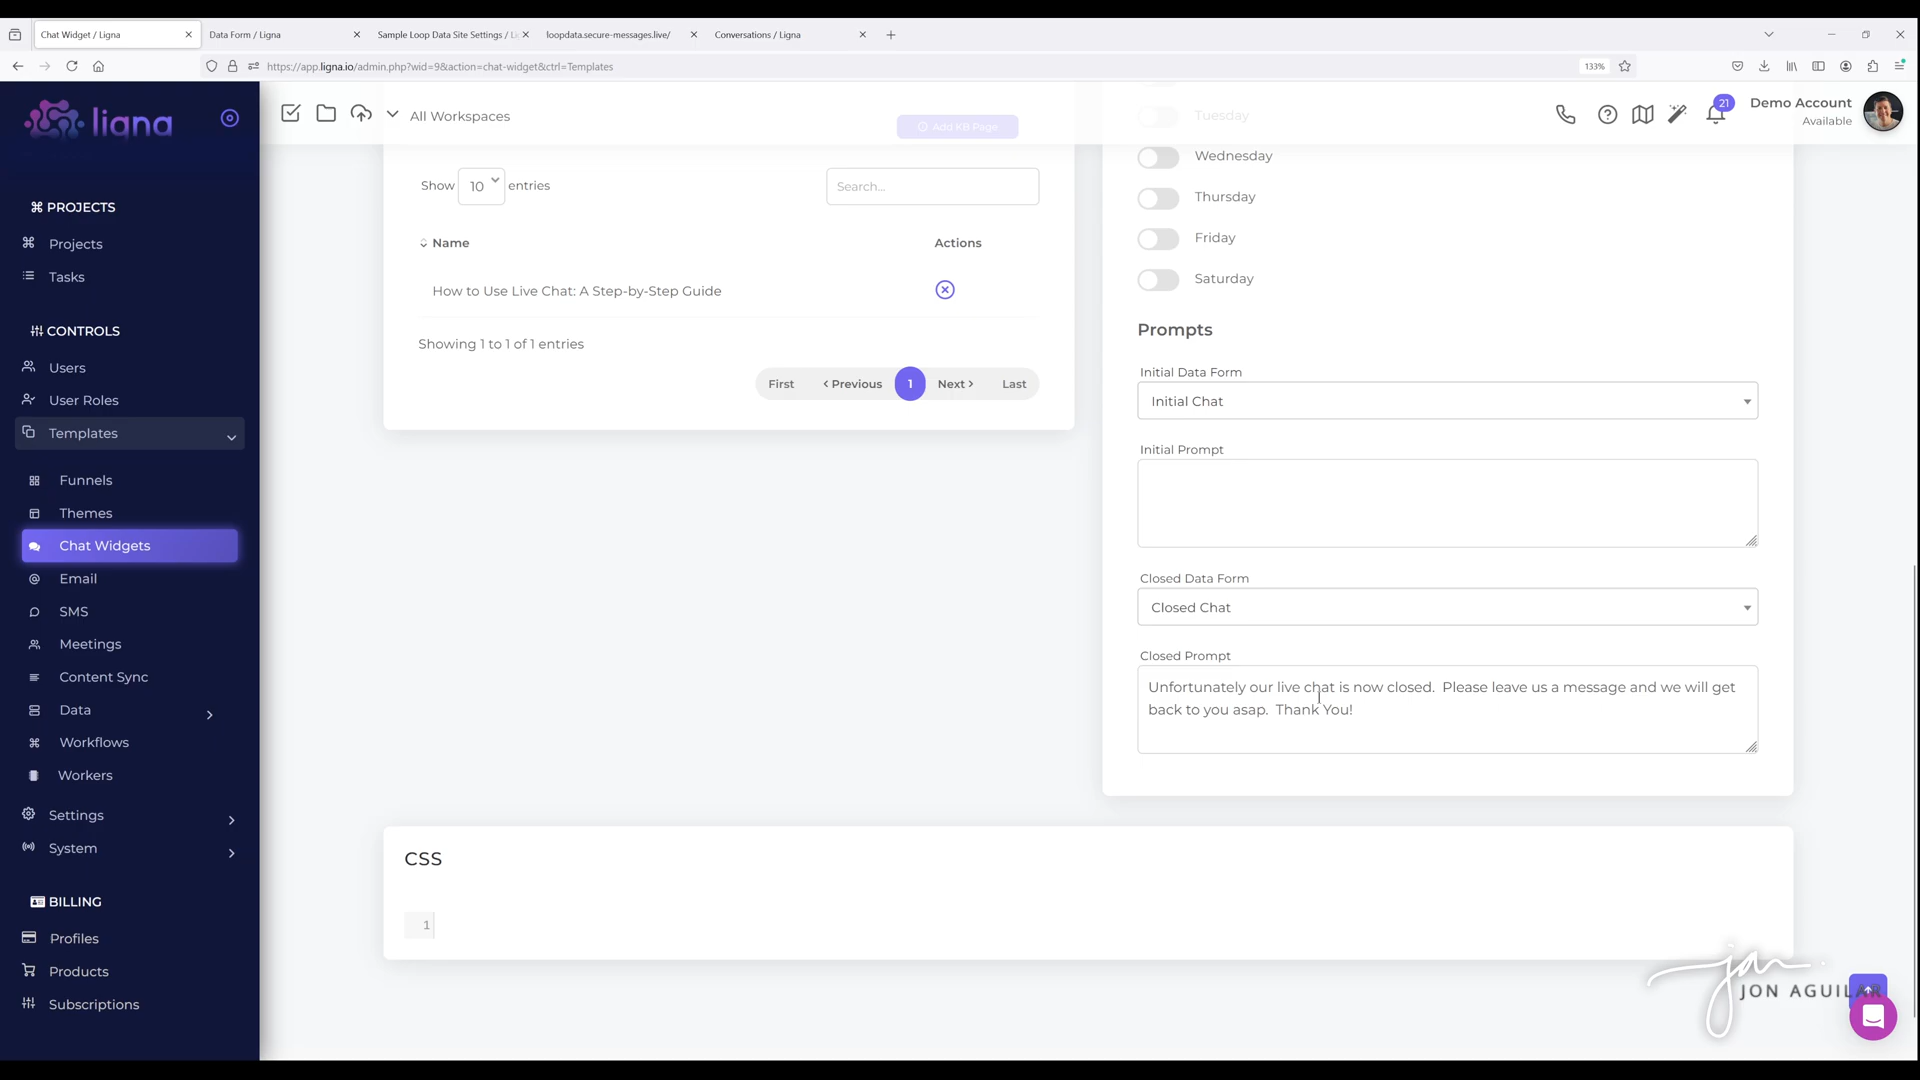 Chat Widget / Ligna
Data Form / Ligna
Sample Loop Data Site Settings / Li
loopdata.secure-messages.live/
Conversations / Ligna
https://app.ligna.io/admin.php?wid=9&action=chat-widget&ctrl=Templates
133%
ligna
All Workspaces
Add KB Page
21
Demo Account
Available
PROJECTS
Projects
Tasks
CONTROLS
Users
User Roles
Templates
Funnels
Themes
Chat Widgets
Email
SMS
Meetings
Content Sync
Data
Workflows
Workers
Settings
System
BILLING
Profiles
Products
Subscriptions
Show 10 entries
Search...
Name
Actions
How to Use Live Chat: A Step-by-Step Guide
Showing 1 to 1 of 1 entries
First
Previous
1
Next
Last
Tuesday
Wednesday
Thursday
Friday
Saturday
Prompts
Initial Data Form
Initial Chat
Initial Prompt
Closed Data Form
Closed Chat
Closed Prompt
Unfortunately our live chat is now closed.  Please leave us a message and we will get
back to you asap.  Thank You!
CSS
1
jon
JON AGUILAR